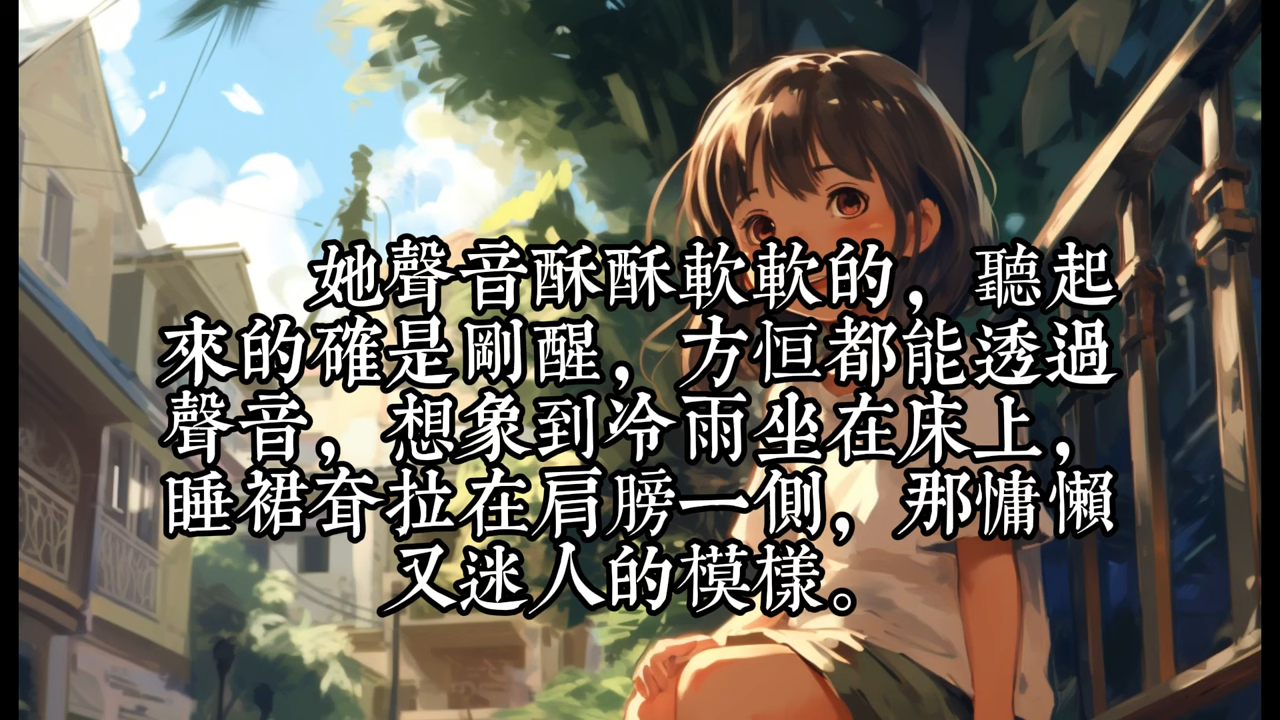 她聲音酥酥軟軟的，聽起
來的確是剛醒，方恒都能透過
聲音，想象到冷雨坐在床上，
睡裙耷拉在肩膀一側，那慵懶
又迷人的模樣。